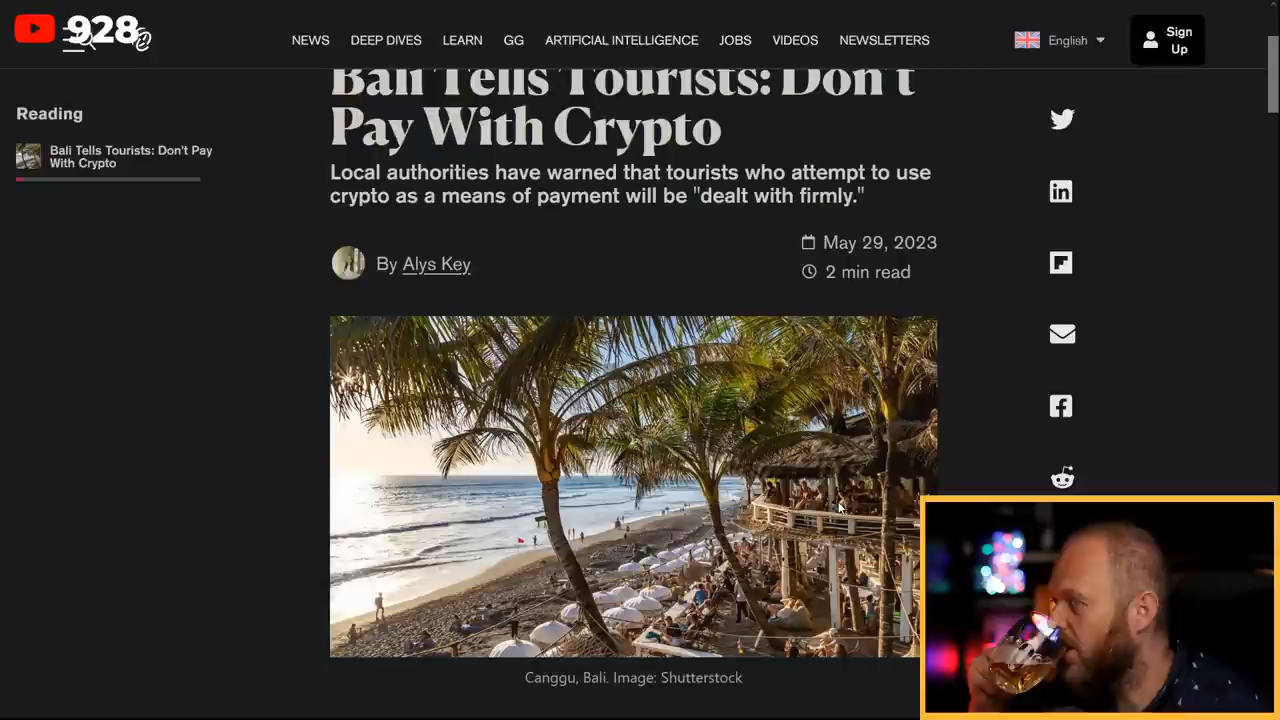 928
NEWS DEEP DIVES LEARN GG ARTIFICIAL INTELLIGENCE JOBS VIDEOS NEWSLETTERS
English
Sign
Up
Reading
Bali Tells Tourists: Don't Pay
With Crypto
Bali Tells Tourists: Don't
Pay With Crypto
Local authorities have warned that tourists who attempt to use
crypto as a means of payment will be "dealt with firmly."
By Alys Key
May 29, 2023
2 min read
Canggu, Bali. Image: Shutterstock